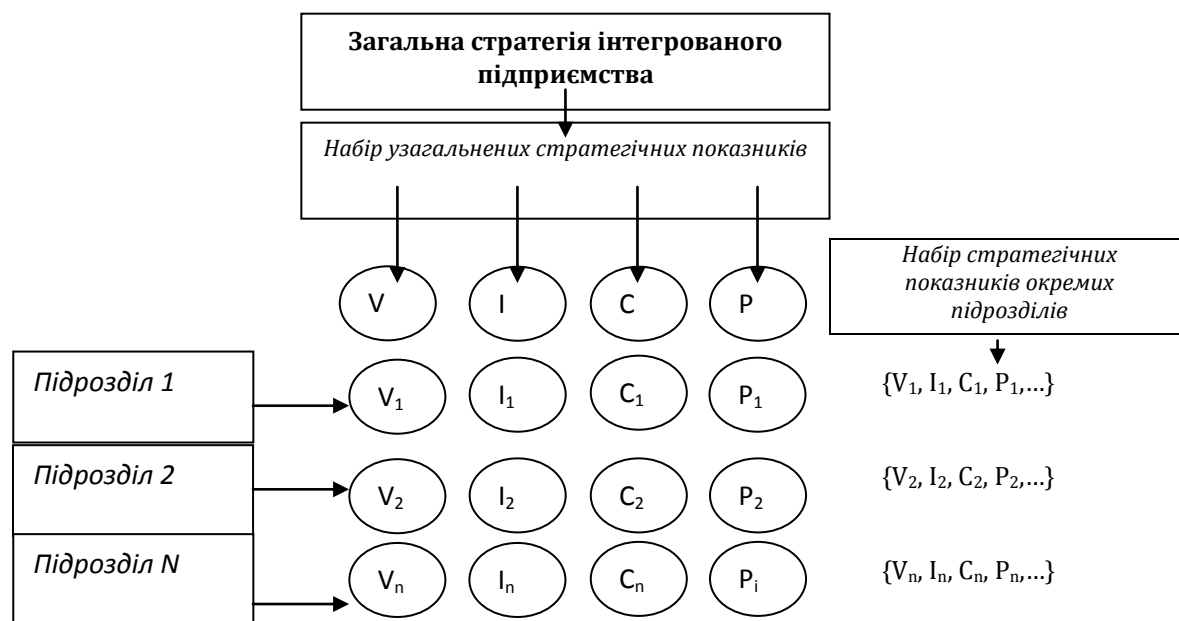 Загальна стратегія інтегрованого
підприємства
Набір узагальнених стратегічних показників
Набір стратегічних
показників окремих
підрозділів
V I C P
Підрозділ 1
V₁ I₁ C₁ P₁ {V₁, I₁, C₁, P₁,...}
Підрозділ 2
V₂ I₂ C₂ P₂ {V₂, I₂, C₂, P₂,...}
Підрозділ N
Vₙ Iₙ Cₙ Pᵢ {Vₙ, Iₙ, Cₙ, Pₙ,...}